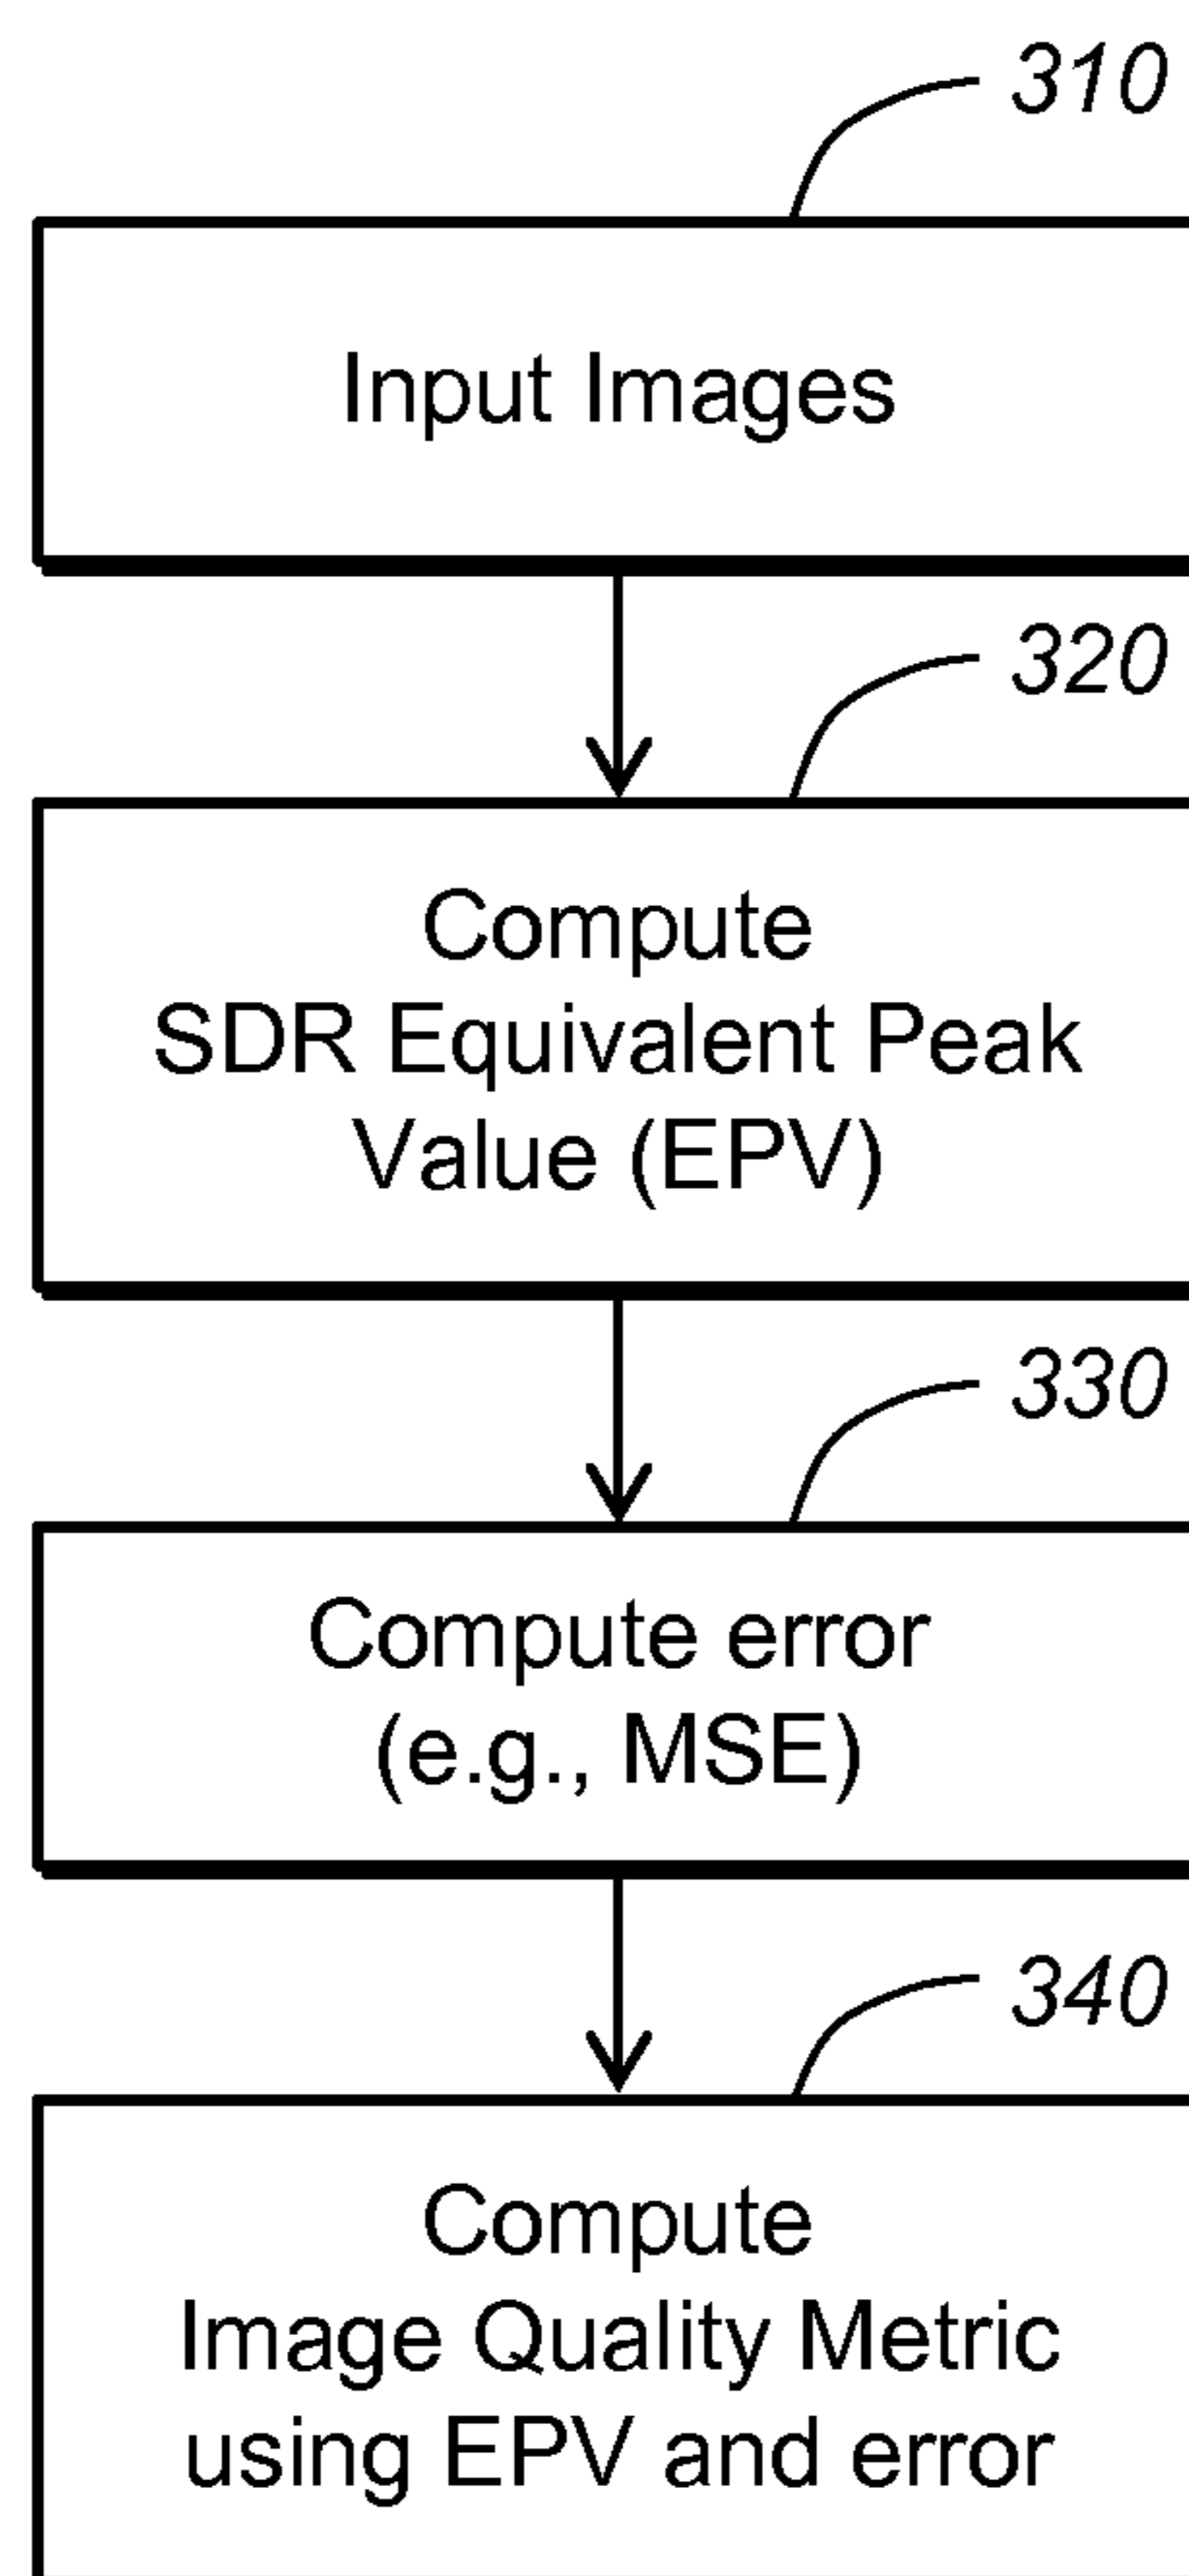 310
Input Images
320
Compute
SDR Equivalent Peak
Value (EPV)
330
Compute error
(e.g., MSE)
340
Compute
Image Quality Metric
using EPV and error